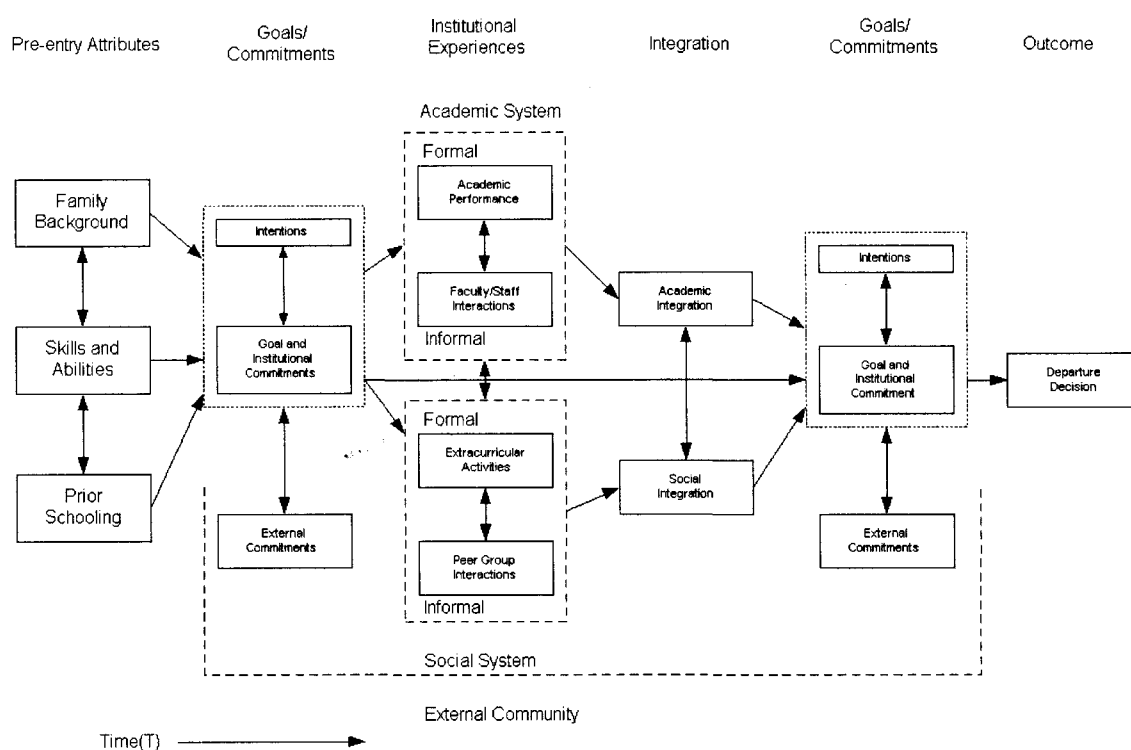 Pre-entry Attributes
Goals/
Commitments
Institutional
Experiences
Integration
Goals/
Commitments
Outcome
Academic System
Formal
Academic
Performance
Faculty/Staff
Interactions
Informal
Family
Background
Skills and
Abilities
Prior
Schooling
Intentions
Goal and
Institutional
Commitments
External
Commitments
Formal
Extracurricular
Activities
Peer Group
Interactions
Informal
Social System
Academic
Integration
Social
Integration
Intentions
Goal and
Institutional
Commitment
External
Commitments
Departure
Decision
External Community
Time(T)